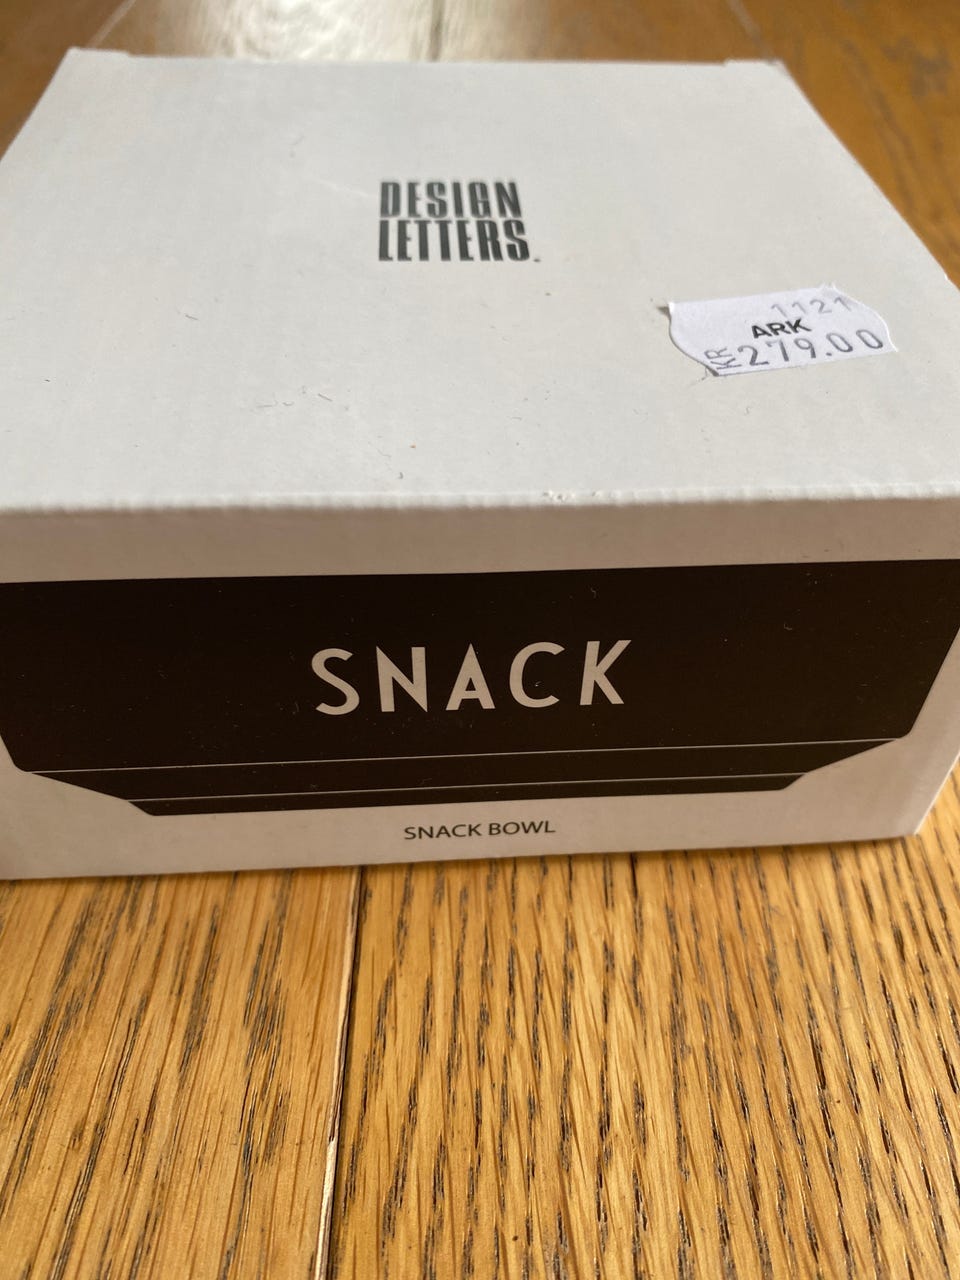 DESIGN
LETTERS.
1121
ARK
KR 279.00
SNACK
SNACK BOWL